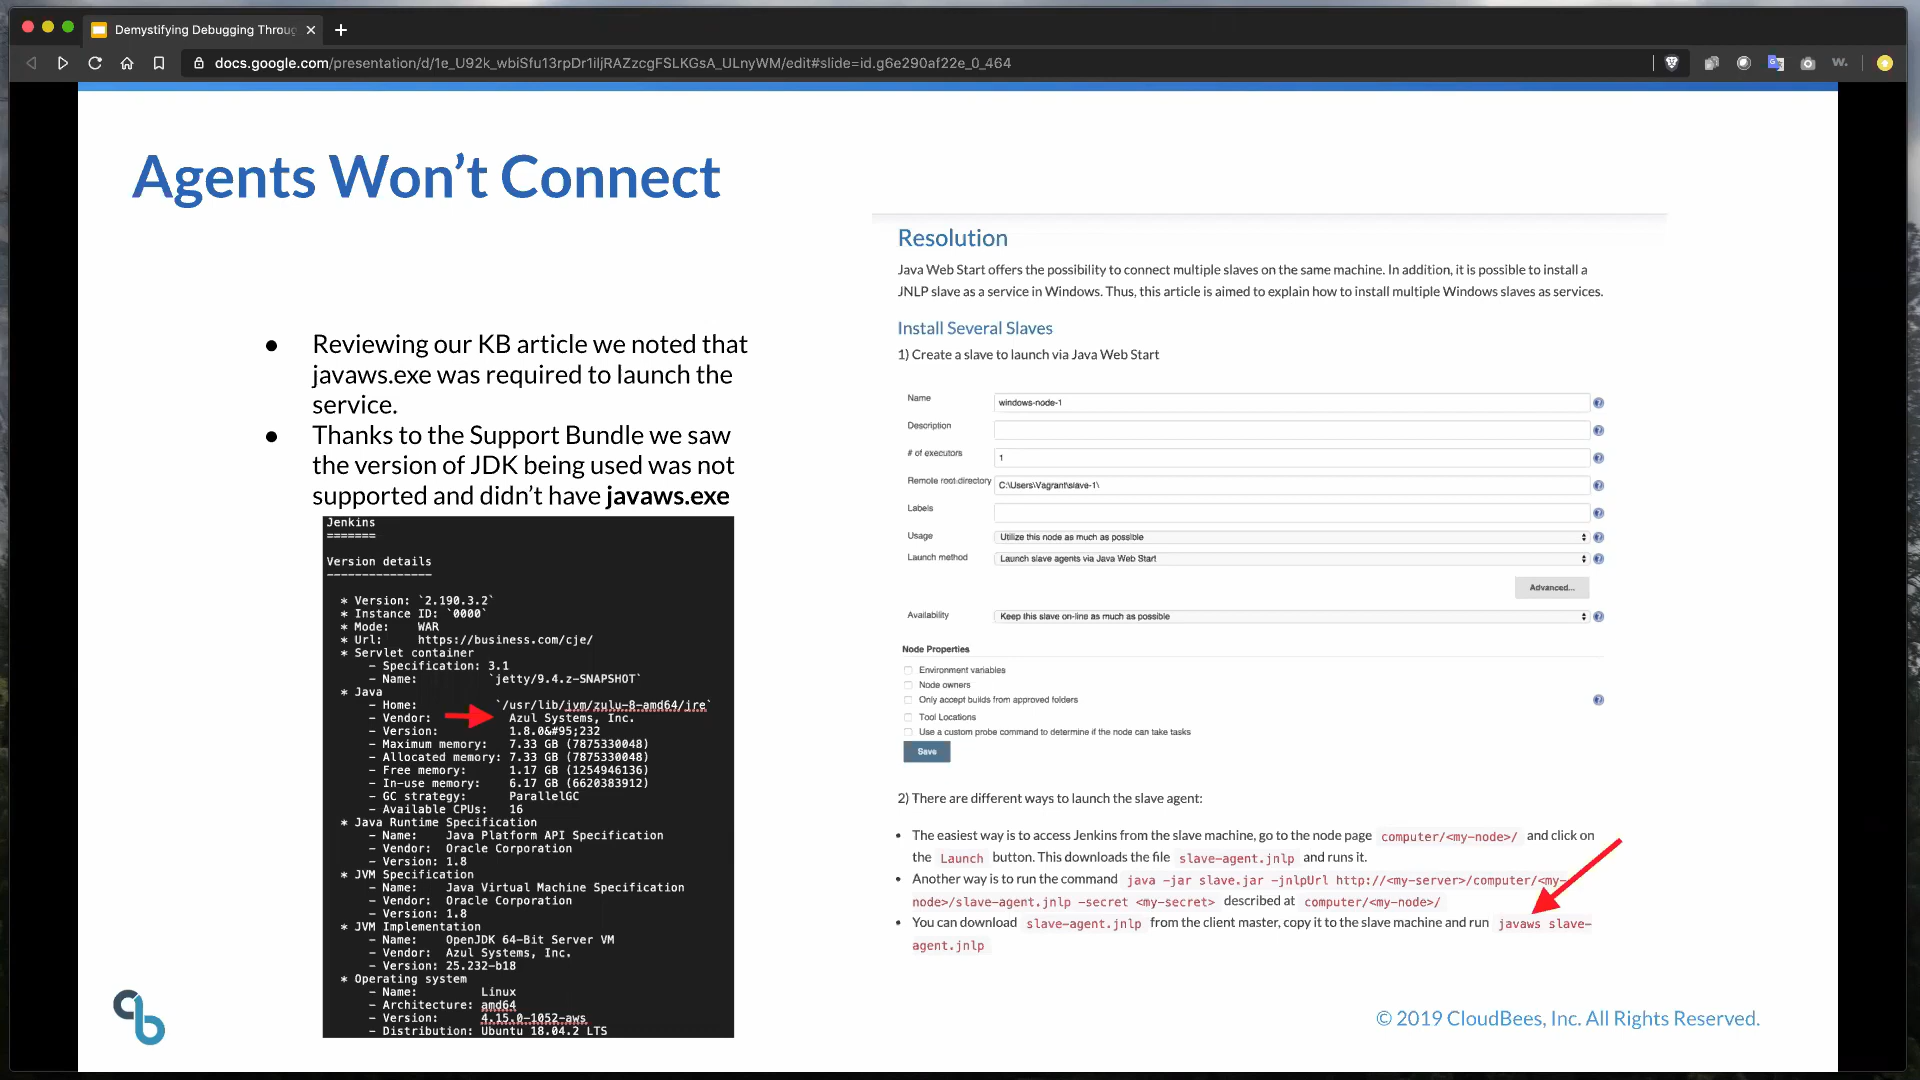 Demystifying Debugging Throu
docs.google.com/presentation/d/1e_U92k_wbiSfu13rpDr1iljRAZzcgFSLKGsA_ULnyWM/edit#slide=id.g6e290af22e_0_464
W.
Agents Won't Connect
● Reviewing our KB article we noted that
javaws.exe was required to launch the
service.
● Thanks to the Support Bundle we saw
the version of JDK being used was not
supported and didn't have javaws.exe
Jenkins
=======
Version details
---------------
* Version: `2.190.3.2`
* Instance ID: `0000`
* Mode: WAR
* Url: https://business.com/cje/
* Servlet container
- Specification: 3.1
- Name: `jetty/9.4.z-SNAPSHOT`
* Java
- Home: `/usr/lib/jvm/zulu-8-amd64/jre`
- Vendor: Azul Systems, Inc.
- Version: 1.8.0&#95;232
- Maximum memory: 7.33 GB (7875330048)
- Allocated memory: 7.33 GB (7875330048)
- Free memory: 1.17 GB (1254946136)
- In-use memory: 6.17 GB (6620383912)
- GC strategy: ParallelGC
- Available CPUs: 16
* Java Runtime Specification
- Name: Java Platform API Specification
- Vendor: Oracle Corporation
- Version: 1.8
* JVM Specification
- Name: Java Virtual Machine Specification
- Vendor: Oracle Corporation
- Version: 1.8
* JVM Implementation
- Name: OpenJDK 64-Bit Server VM
- Vendor: Azul Systems, Inc.
- Version: 25.232-b18
* Operating system
- Name: Linux
- Architecture: amd64
- Version: 4.15.0-1052-aws
- Distribution: Ubuntu 18.04.2 LTS
Resolution
Java Web Start offers the possibility to connect multiple slaves on the same machine. In addition, it is possible to install a
JNLP slave as a service in Windows. Thus, this article is aimed to explain how to install multiple Windows slaves as services.
Install Several Slaves
1) Create a slave to launch via Java Web Start
Name windows-node-1
Description
# of executors 1
Remote root directory C:\Users\Vagrant\slave-1\
Labels
Usage Utilize this node as much as possible
Launch method Launch slave agents via Java Web Start
Advanced...
Availability Keep this slave on-line as much as possible
Node Properties
Environment variables
Node owners
Only accept builds from approved folders
Tool Locations
Use a custom probe command to determine if the node can take tasks
Save
2) There are different ways to launch the slave agent:
• The easiest way is to access Jenkins from the slave machine, go to the node page computer/<my-node>/ and click on
the Launch button. This downloads the file slave-agent.jnlp and runs it.
• Another way is to run the command java -jar slave.jar -jnlpUrl http://<my-server>/computer/<my-
node>/slave-agent.jnlp -secret <my-secret> described at computer/<my-node>/
• You can download slave-agent.jnlp from the client master, copy it to the slave machine and run javaws slave-
agent.jnlp
© 2019 CloudBees, Inc. All Rights Reserved.